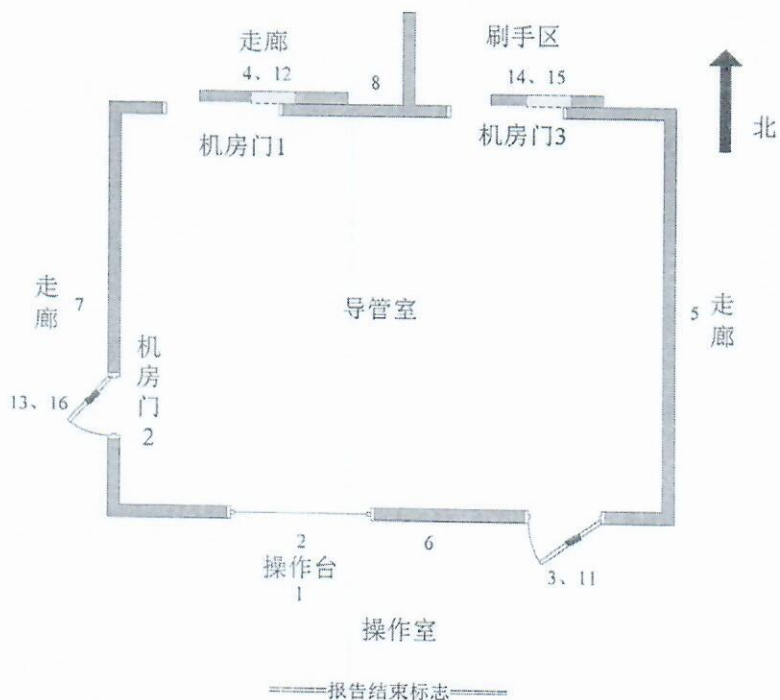 走廊
刷手区
4、12
8
14、15
机房门1
机房门3
北
走廊
7
导管室
5
走廊
机房门2
13、16
2
6
操作台
1
3、11
操作室
═══报告结束标志═══